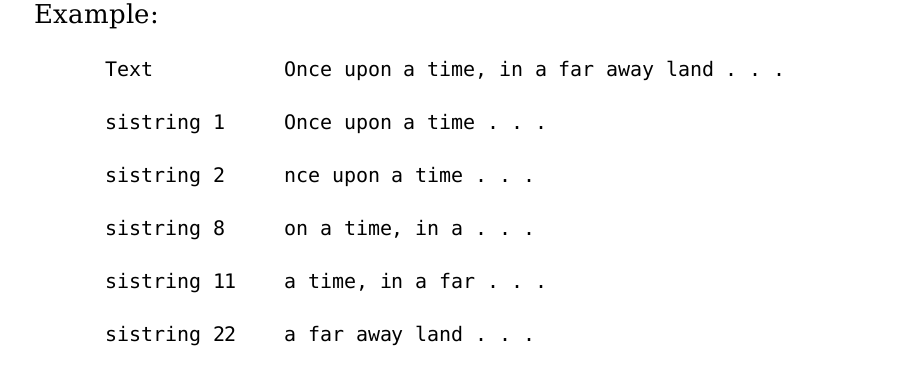 Example:
Text Once upon a time, in a far away land . . .
sistring 1 Once upon a time . . .
sistring 2 nce upon a time . . .
sistring 8 on a time, in a . . .
sistring 11 a time, in a far . . .
sistring 22 a far away land . . .